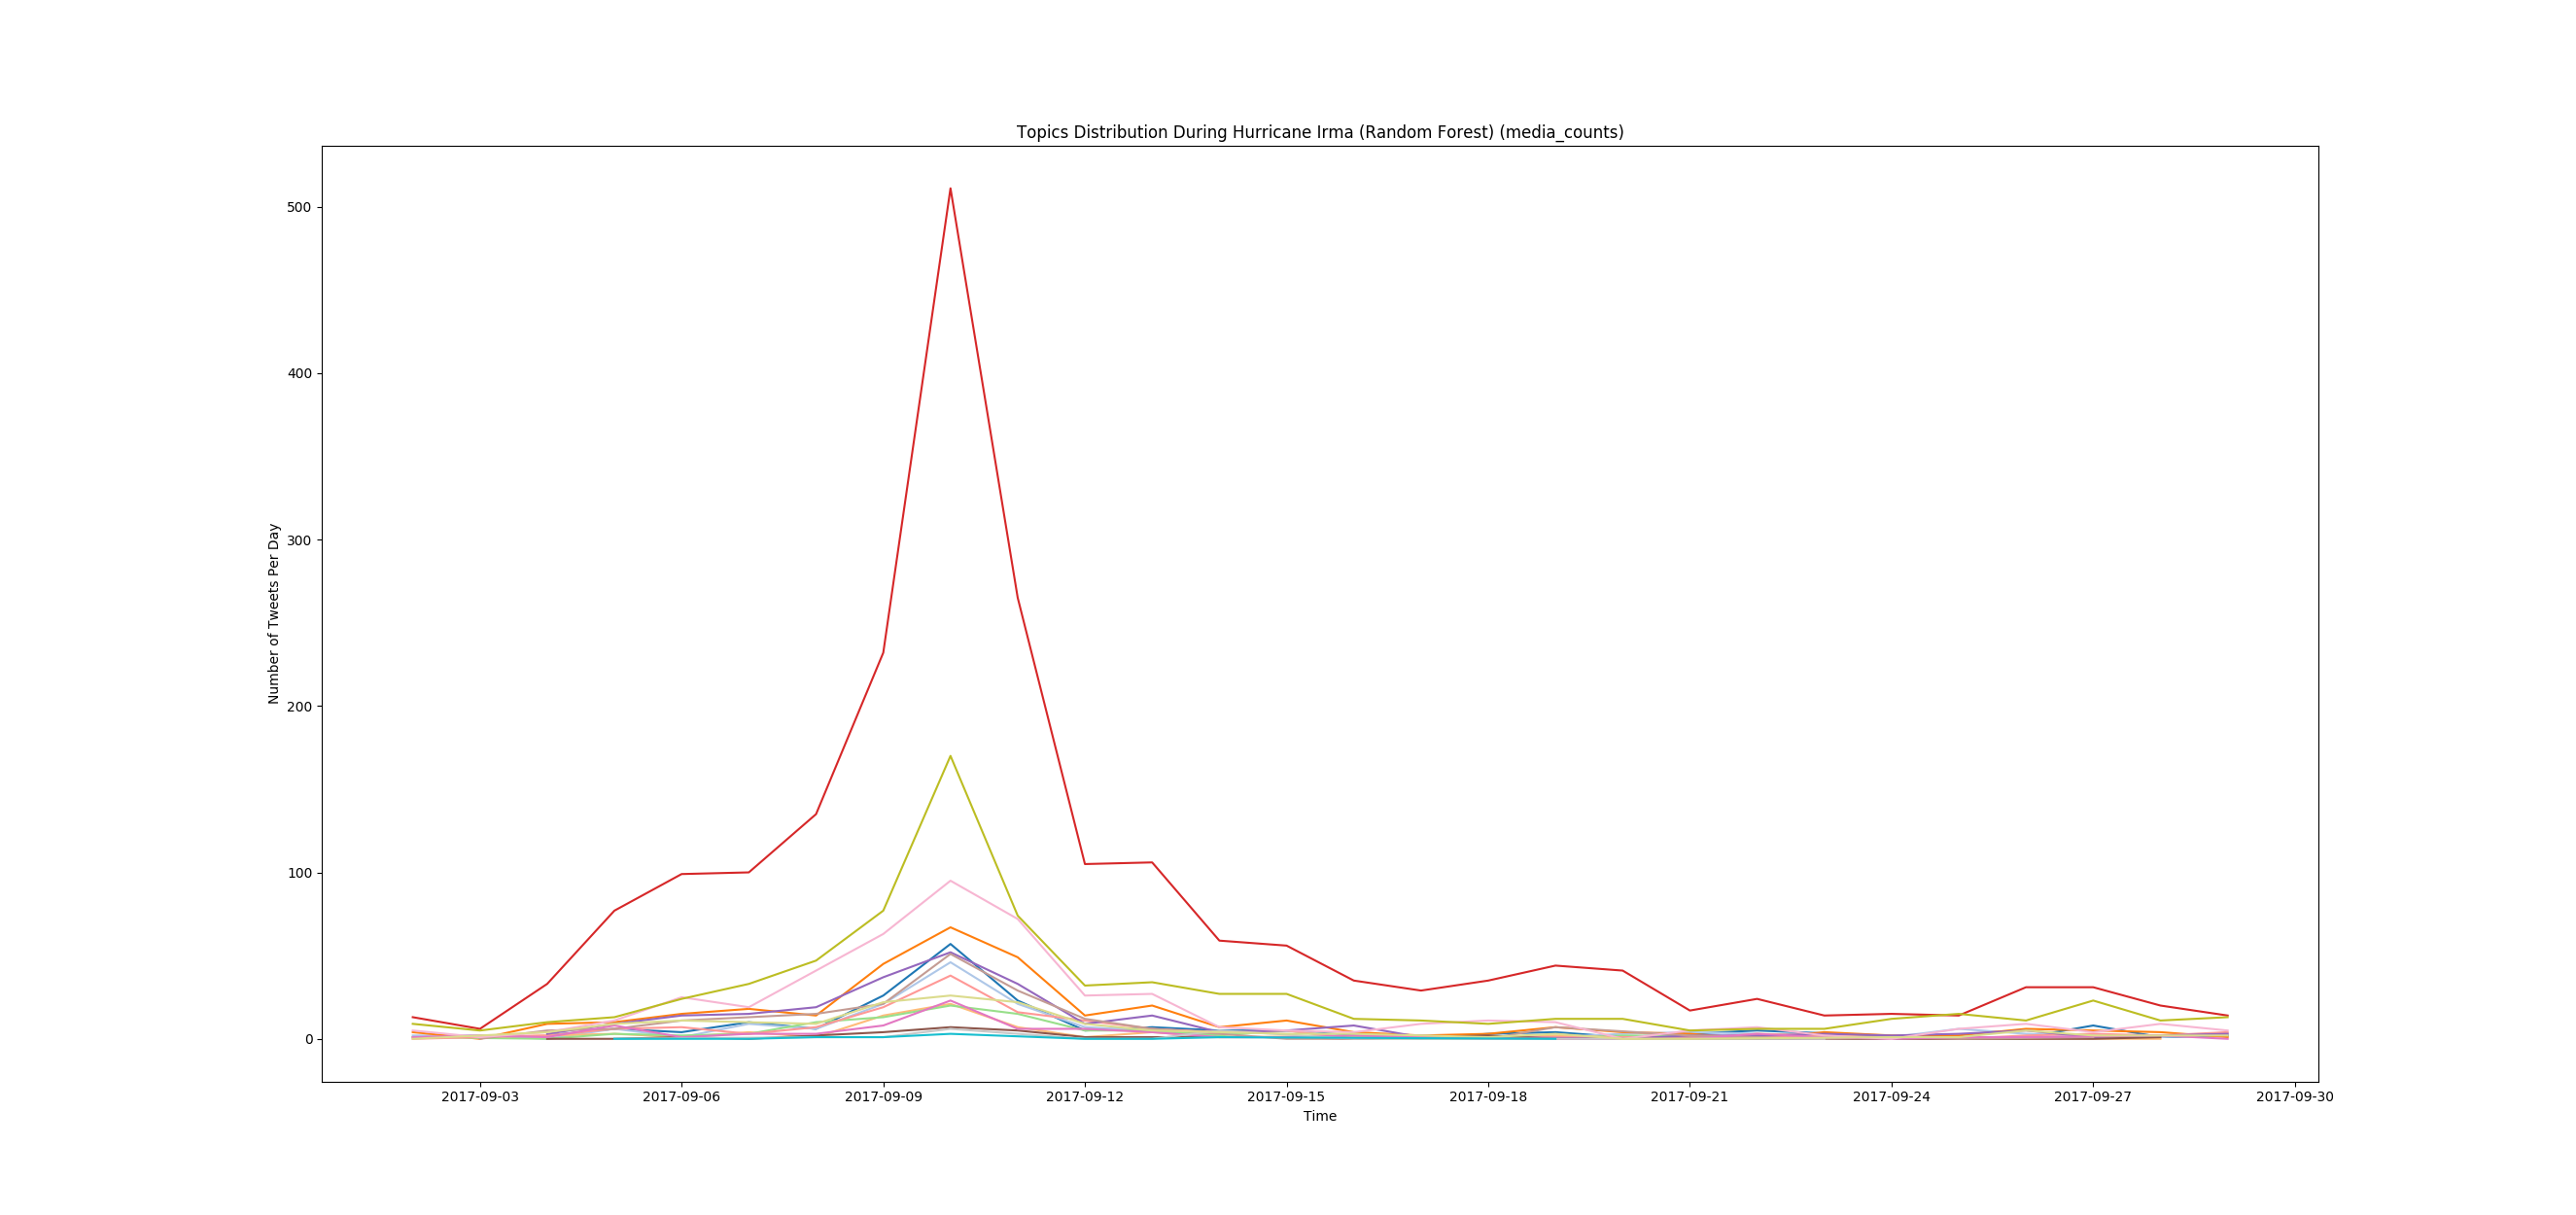 Topics Distribution During Hurricane Irma (Random Forest) (media_counts)
500
400
300
200
100
0
Number of Tweets Per Day
2017-09-03 2017-09-06 2017-09-09 2017-09-12 2017-09-15 2017-09-18 2017-09-21 2017-09-24 2017-09-27 2017-09-30
Time